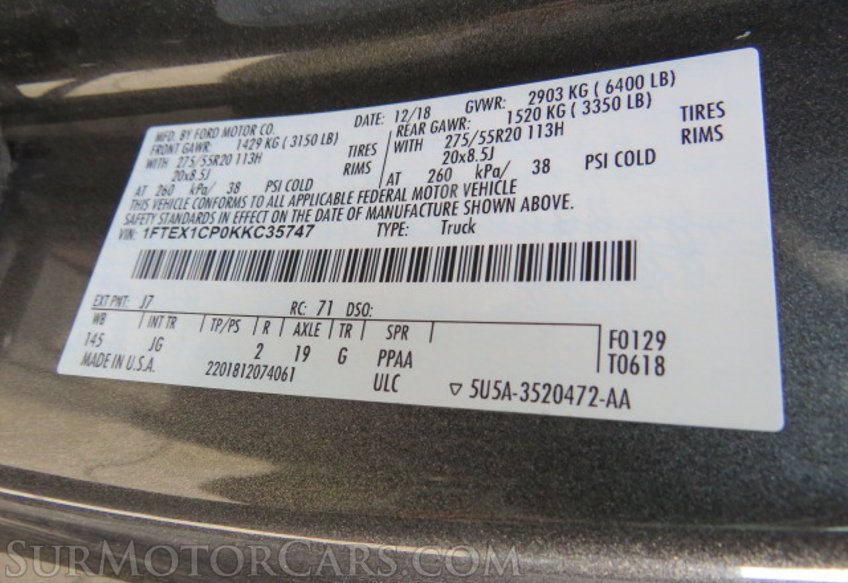 MFD. BY FORD MOTOR CO. DATE: 12/18 GVWR: 2903 KG ( 6400 LB)
FRONT GAWR: 1429 KG ( 3150 LB) REAR GAWR: 1520 KG ( 3350 LB)
WITH 275/55R20 113H TIRES WITH 275/55R20 113H TIRES
20x8.5J RIMS 20x8.5J RIMS
AT 260 kPa/ 38 PSI COLD AT 260 kPa/ 38 PSI COLD
THIS VEHICLE CONFORMS TO ALL APPLICABLE FEDERAL MOTOR VEHICLE
SAFETY STANDARDS IN EFFECT ON THE DATE OF MANUFACTURE SHOWN ABOVE.
VIN: 1FTEX1CP0KKC35747 TYPE: Truck
EXT PNT: J7 RC: 71 DSO:
WB INT TR TP/PS R AXLE TR SPR F0129
145 JG 2 19 G PPAA T0618
MADE IN U.S.A. 2201812074061 ULC ▽ 5U5A-3520472-AA
SURMOTORCARS.COM